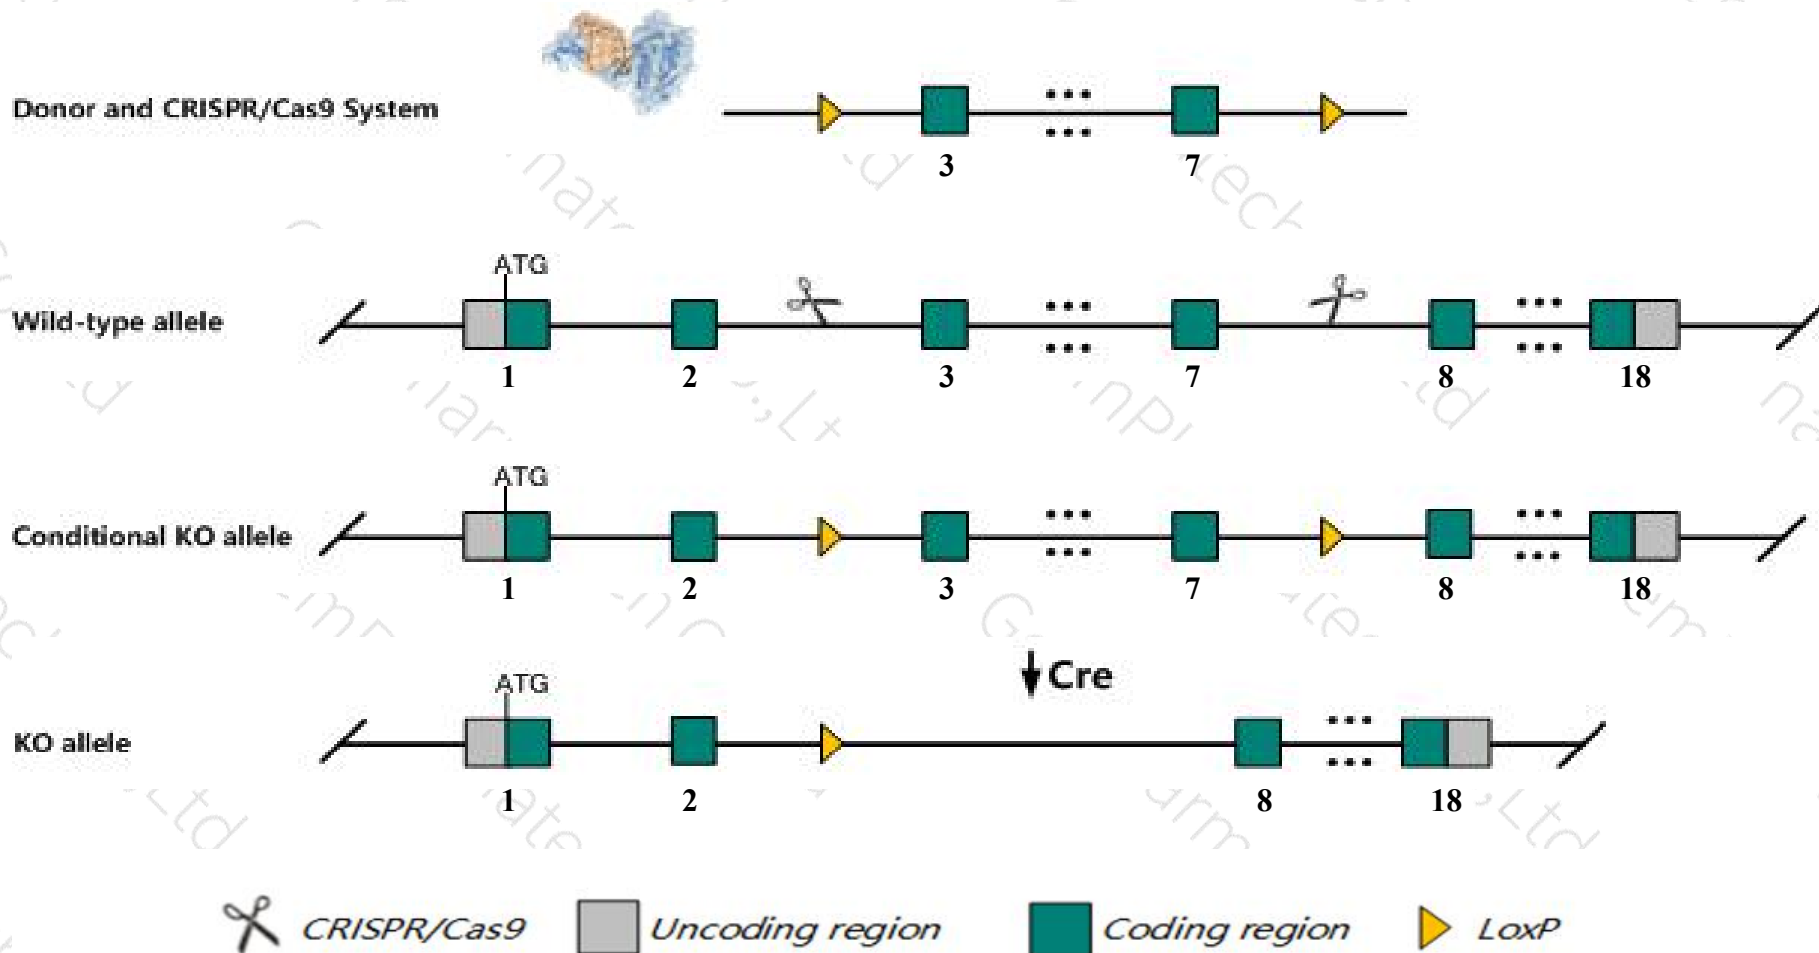 Donor and CRISPR/Cas9 System
3 ... ... 7
ATG
Wild-type allele
... ...
1 2 3 ... 7 8 ... 18
ATG
Conditional KO allele
... ...
1 2 3 ... 7 8 ... 18
Cre
ATG
KO allele
...
1 2 8 ... 18
CRISPR/Cas9 Uncoding region Coding region LoxP